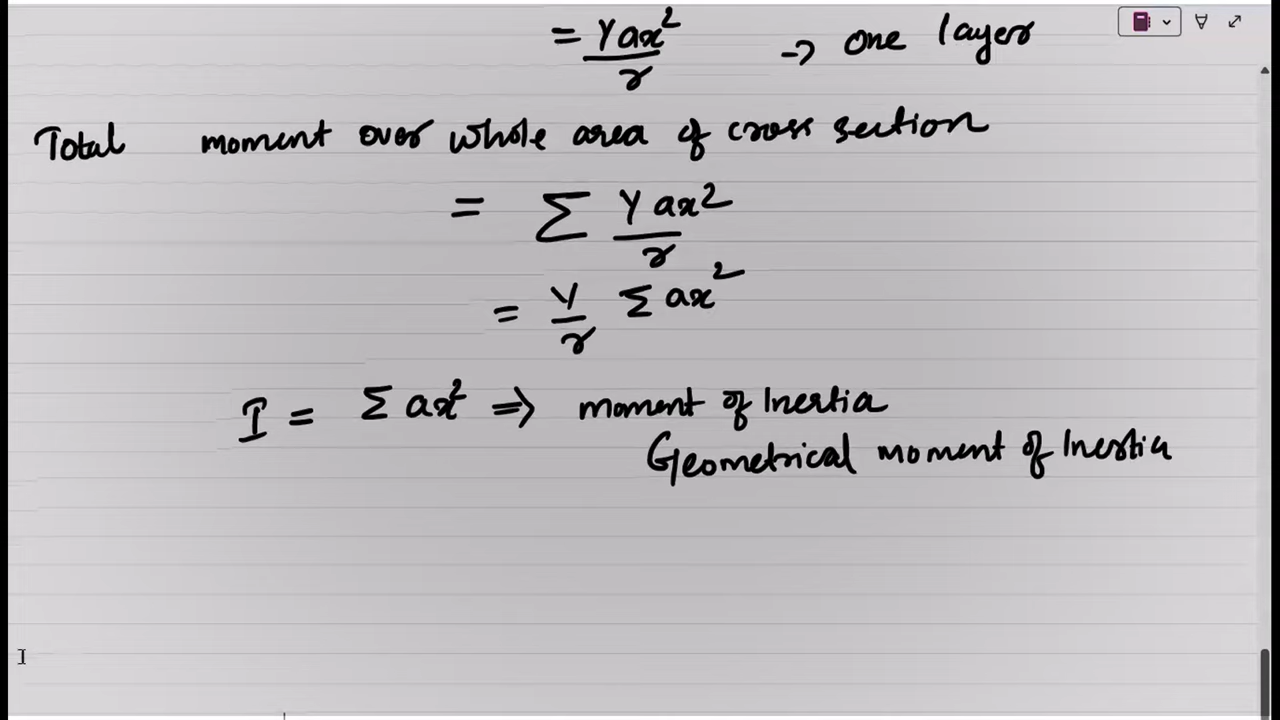 = Yax²/r → one layer
Total moment over whole area of cross section
= Σ Yax²/r
= Y/r Σ ax²
I = Σ ax² ⇒ moment of Inertia
Geometrical moment of Inertia